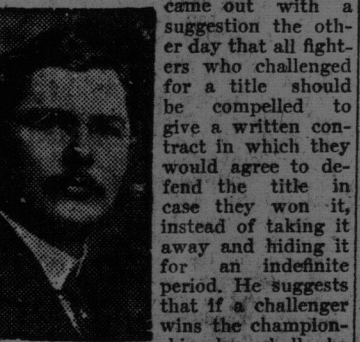 came out with a
suggestion the oth-
er day that all fight-
ers who challenged
for a title should
be compelled to
give a written con-
tract in which they
would agree to de-
fend the title in
case they won it,
instead of taking it
away and hiding it
for an indefinite
period. He suggests
that if a challenger
wins the champion-